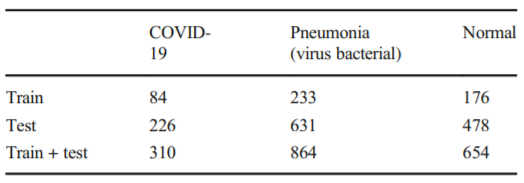 COVID- Pneumonia Normal
19 (virus bacterial)
Train 84 233 176
Test 226 631 478
Train + test 310 864 654